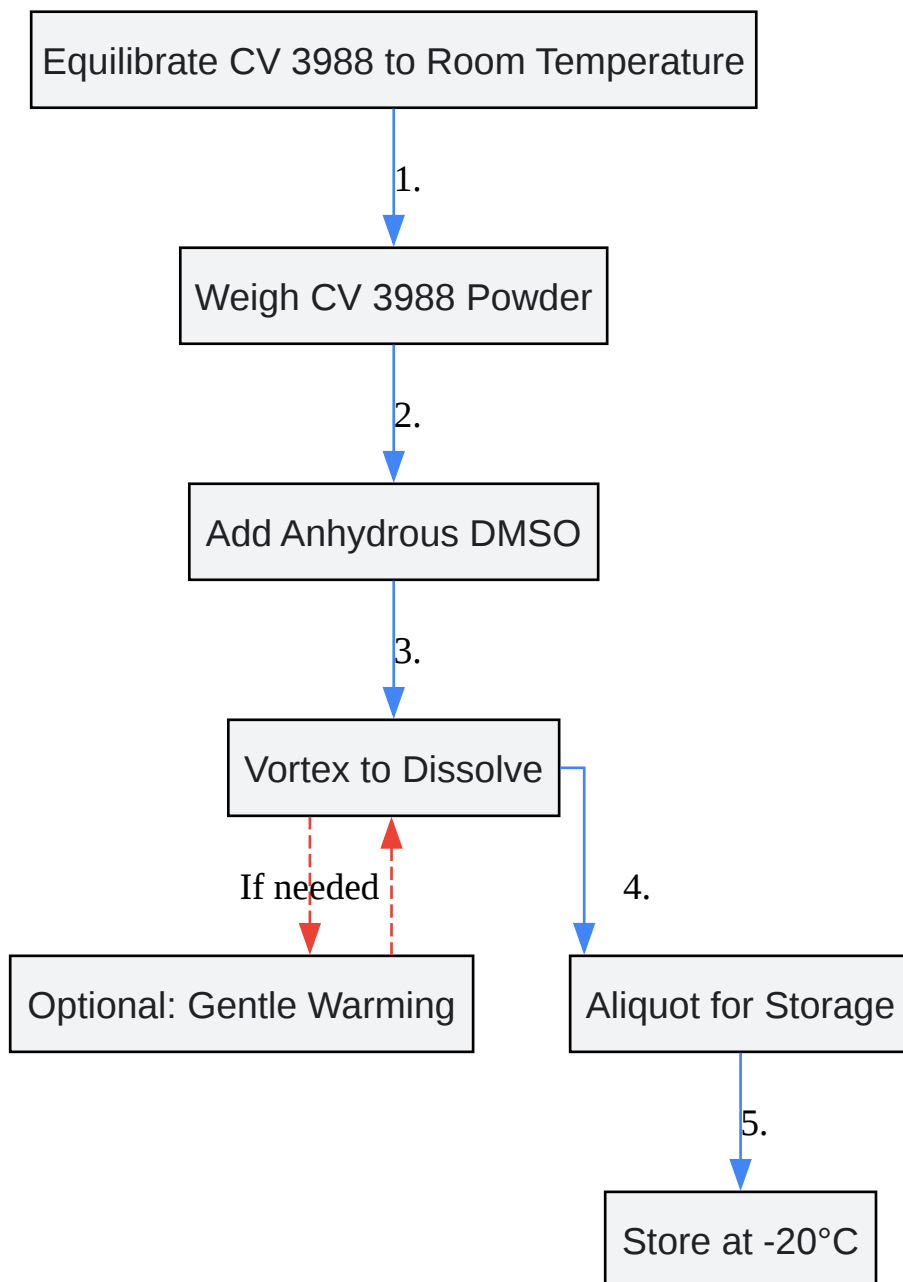 Equilibrate CV 3988 to Room Temperature
1.
Weigh CV 3988 Powder
2.
Add Anhydrous DMSO
3.
Vortex to Dissolve
If needed
4.
Optional: Gentle Warming
Aliquot for Storage
5.
Store at -20°C